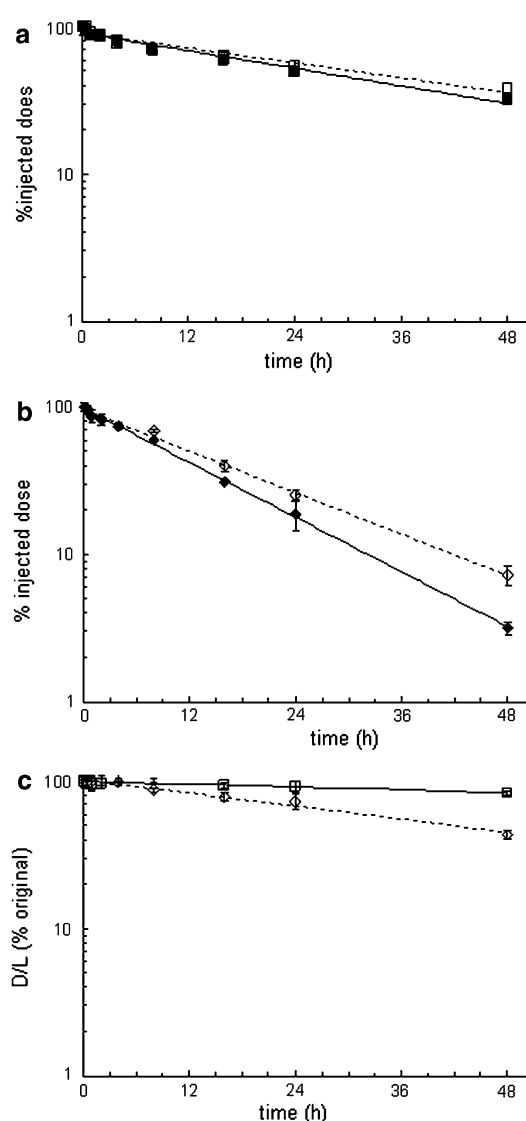 a
%injected does
100
10
1
0 12 24 36 48
time (h)
b
% injected dose
100
10
1
0 12 24 36 48
time (h)
c
D/L (% original)
100
10
1
0 12 24 36 48
time (h)